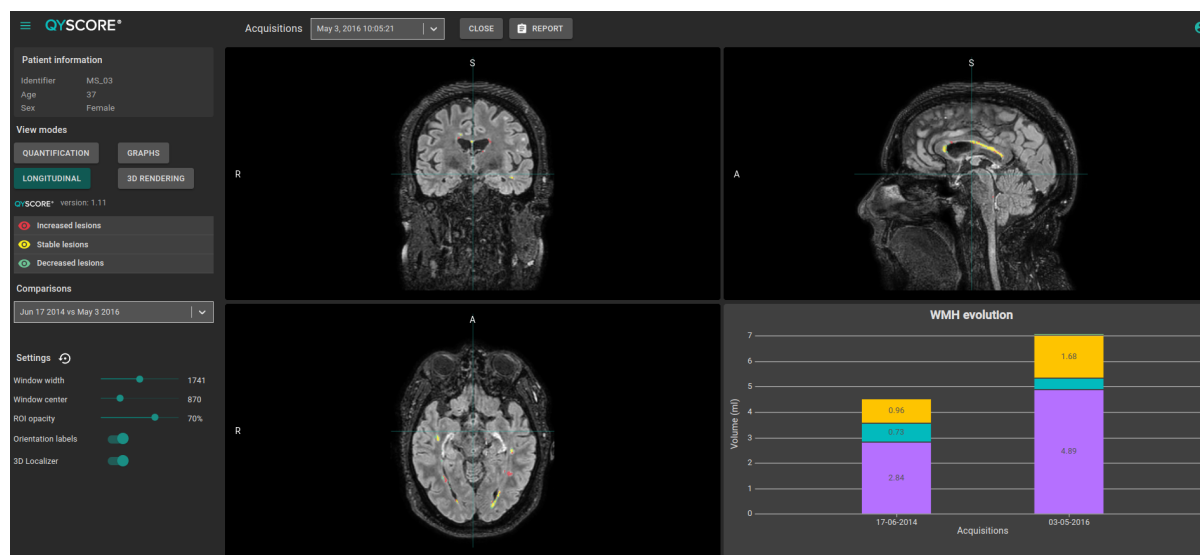 QYSCORE®
Acquisitions
May 3, 2016 10:05:21
CLOSE
REPORT
Patient information
Identifier MS_03
Age 37
Sex Female
View modes
QUANTIFICATION GRAPHS
LONGITUDINAL 3D RENDERING
QYSCORE® version: 1.11
Increased lesions
Stable lesions
Decreased lesions
Comparisons
Jun 17 2014 vs May 3 2016
Settings
Window width 1741
Window center 870
ROI opacity 70%
Orientation labels
3D Localizer
S
R
S
A
A
R
WMH evolution
Volume (ml)
7
6
5
4
3
2
1
0
0.96
0.73
2.84
1.68
4.89
17-06-2014 03-05-2016
Acquisitions